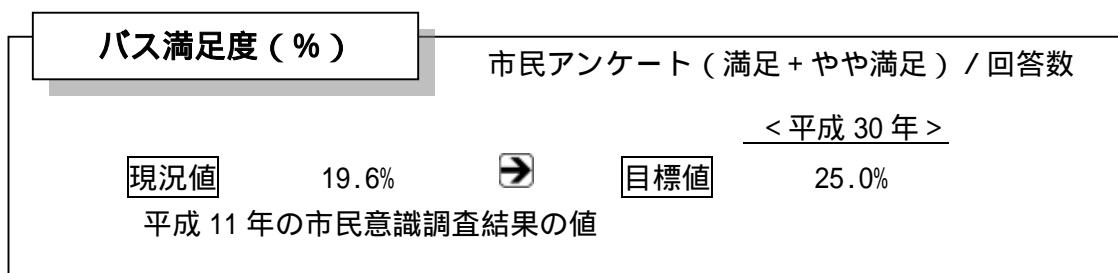 バス満足度(%)
市民アンケート(満足+やや満足)/回答数
<平成 30 年>
現況値 19.6% → 目標値 25.0%
平成 11 年の市民意識調査結果の値